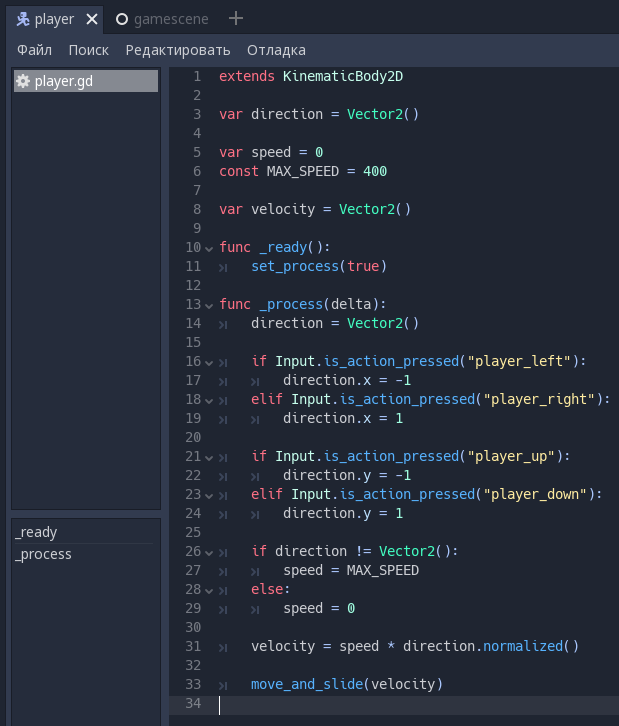 player
gamescene
Файл Поиск Редактировать Отладка
player.gd
_ready
_process
1 extends KinematicBody2D
2
3 var direction = Vector2()
4
5 var speed = 0
6 const MAX_SPEED = 400
7
8 var velocity = Vector2()
9
10 func _ready():
11 set_process(true)
12
13 func _process(delta):
14 direction = Vector2()
15
16 if Input.is_action_pressed("player_left"):
17 direction.x = -1
18 elif Input.is_action_pressed("player_right"):
19 direction.x = 1
20
21 if Input.is_action_pressed("player_up"):
22 direction.y = -1
23 elif Input.is_action_pressed("player_down"):
24 direction.y = 1
25
26 if direction != Vector2():
27 speed = MAX_SPEED
28 else:
29 speed = 0
30
31 velocity = speed * direction.normalized()
32
33 move_and_slide(velocity)
34